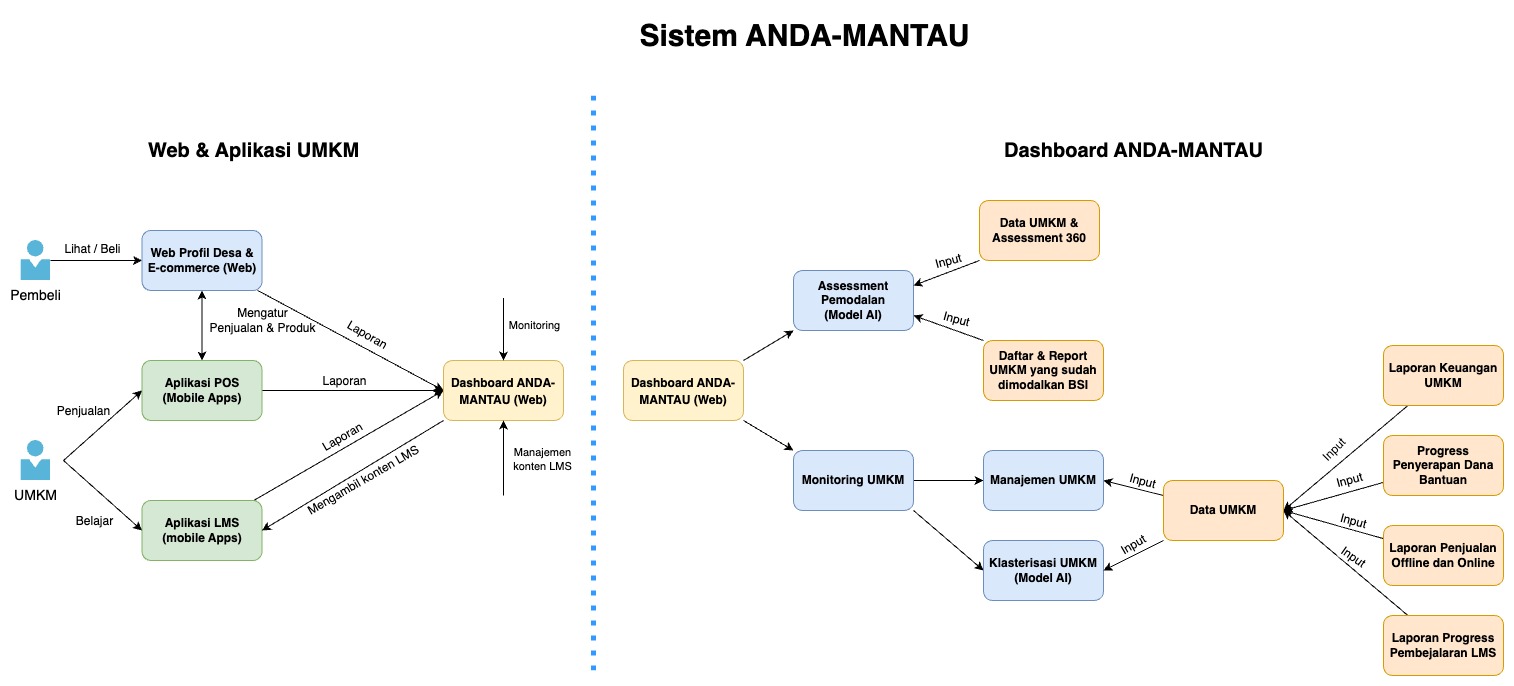 Sistem ANDA-MANTAU
Web & Aplikasi UMKM
Lihat / Beli
Pembeli
Web Profil Desa &
E-commerce (Web)
Mengatur
Penjualan & Produk
Laporan
Monitoring
Aplikasi POS
(Mobile Apps)
Laporan
Dashboard ANDA-
MANTAU (Web)
Penjualan
UMKM
Belajar
Laporan
Mengambil konten LMS
Manajemen
konten LMS
Aplikasi LMS
(mobile Apps)
Dashboard ANDA-MANTAU
Data UMKM &
Assessment 360
Input
Assessment
Pemodalan
(Model AI)
Input
Daftar & Report
UMKM yang sudah
dimodalkan BSI
Dashboard ANDA-
MANTAU (Web)
Monitoring UMKM
Manajemen UMKM
Input
Data UMKM
Input
Klasterisasi UMKM
(Model AI)
Laporan Keuangan
UMKM
Input
Progress
Penyerapan Dana
Bantuan
Input
Input
Laporan Penjualan
Offline dan Online
Input
Laporan Progress
Pembejalaran LMS